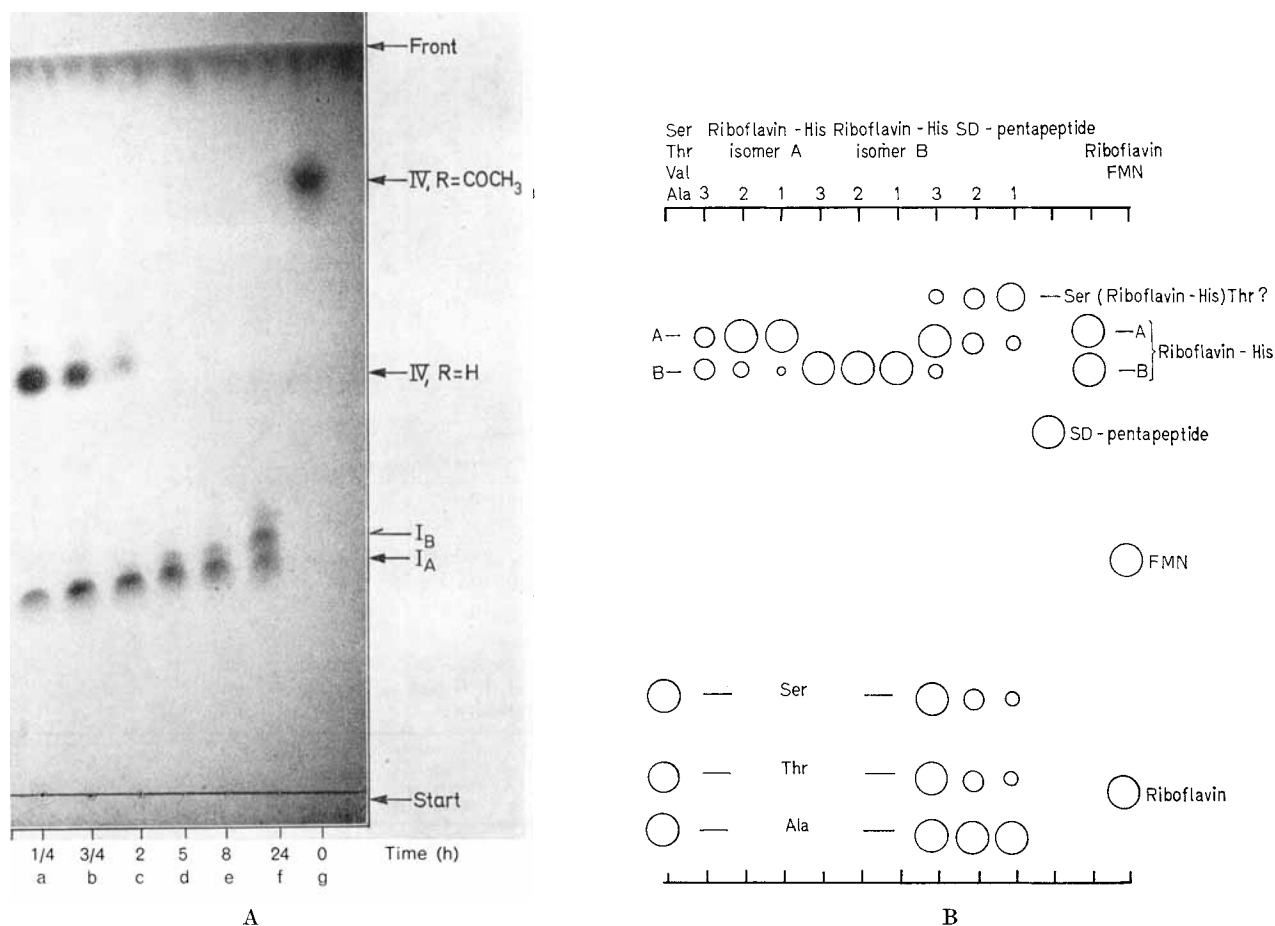 Front
IV, R=COCH3
IV, R=H
IB
IA
Start
1/4 3/4 2 5 8 24 0 Time (h)
a b c d e f g
A
Ser Riboflavin - His Riboflavin - His SD - pentapeptide
Thr isomer A isomer B Riboflavin
Val FMN
Ala 3 2 1 3 2 1 3 2 1
Ser (Riboflavin - His) Thr ?
A A
Riboflavin - His
B B
SD - pentapeptide
FMN
Ser
Thr
Riboflavin
Ala
B